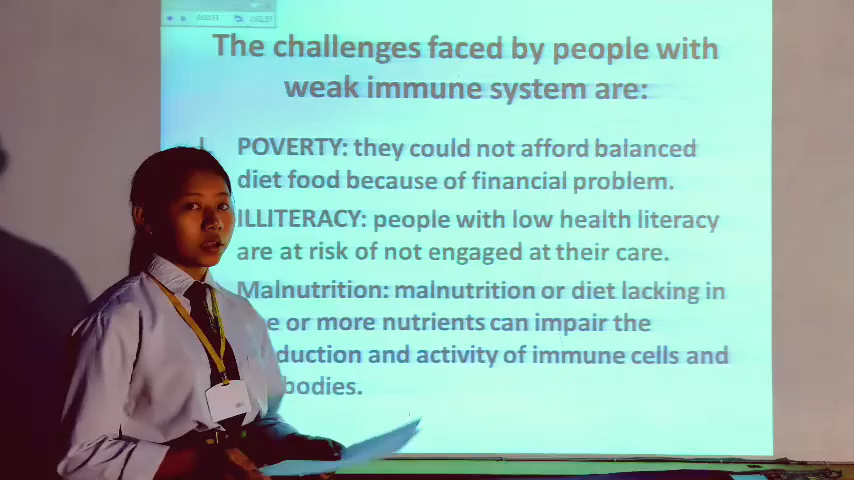 The challenges faced by people with
weak immune system are:
POVERTY: they could not afford balanced
diet food because of financial problem.
ILLITERACY: people with low health literacy
are at risk of not engaged at their care.
Malnutrition: malnutrition or diet lacking in
or more nutrients can impair the
duction and activity of immune cells and
bodies.